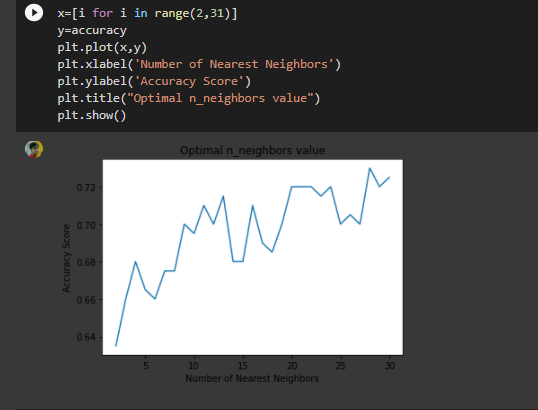 x=[i for i in range(2,31)]
y=accuracy
plt.plot(x,y)
plt.xlabel('Number of Nearest Neighbors')
plt.ylabel('Accuracy Score')
plt.title("Optimal n_neighbors value")
plt.show()
Optimal n_neighbors value
Accuracy Score
0.72
0.70
0.68
0.66
0.64
5 10 15 20 25 30
Number of Nearest Neighbors